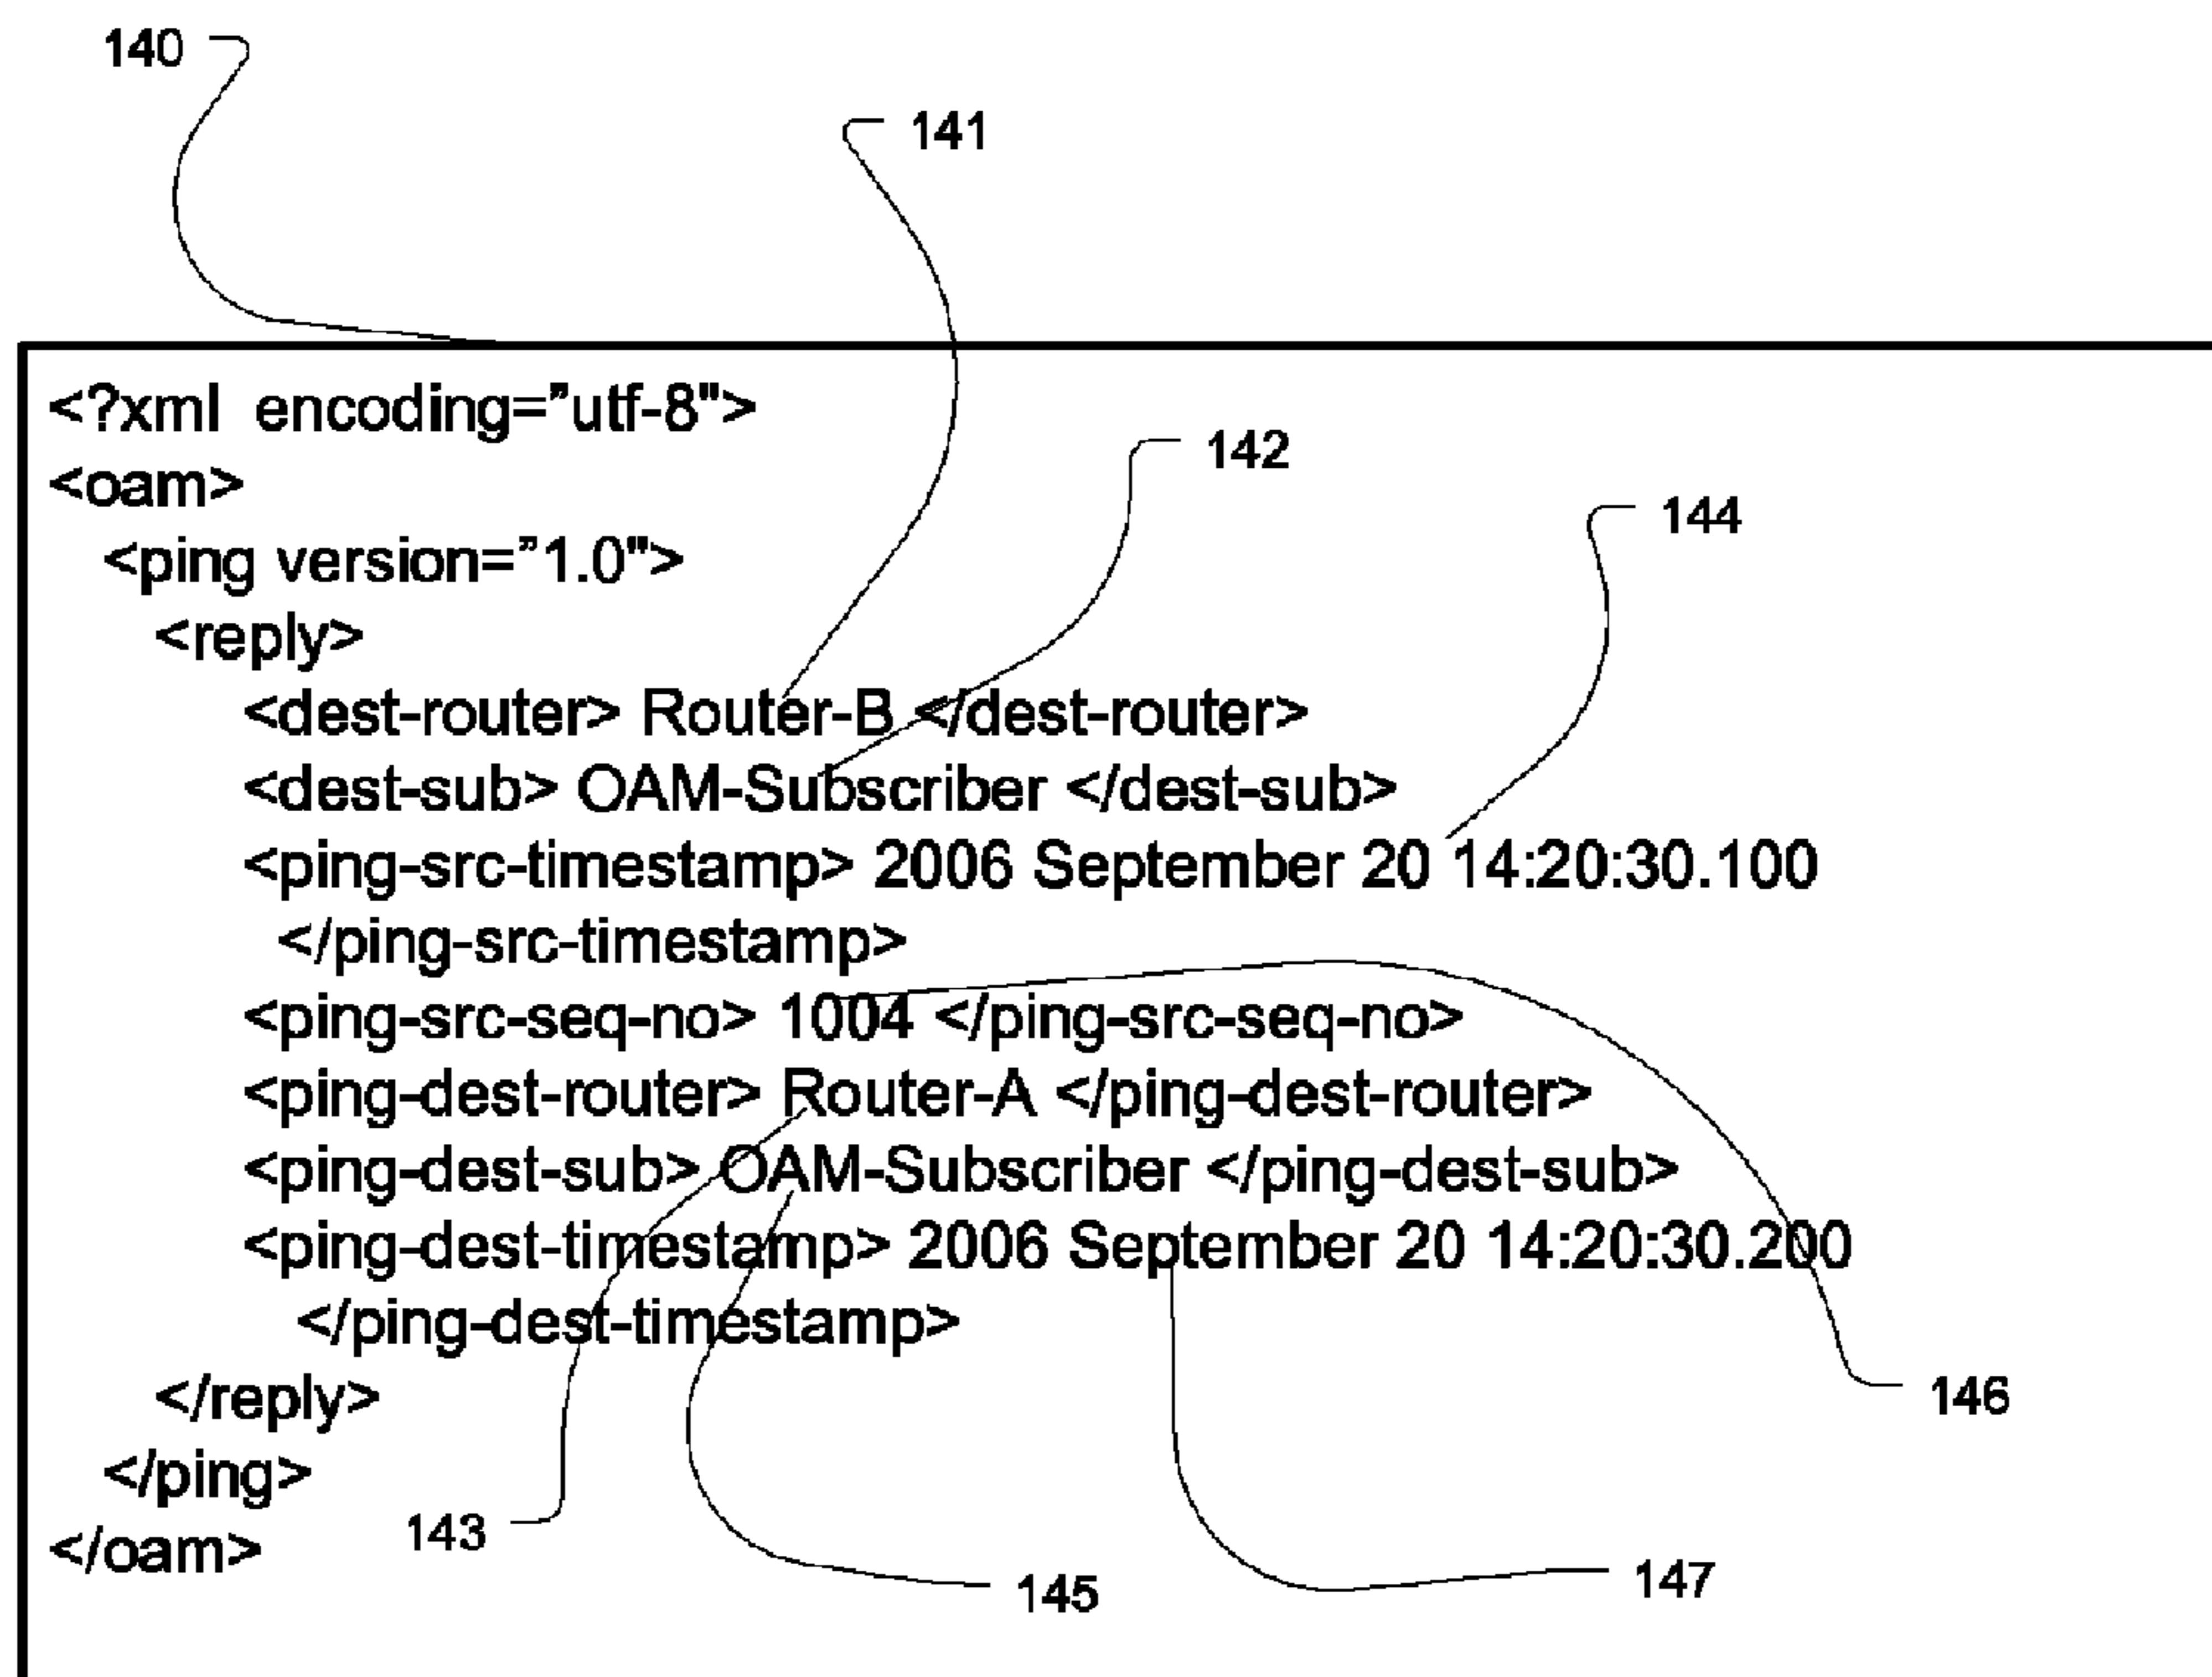 140
141
<?xml encoding=”utf-8">
142
<oam>
144
<ping version=”1.0">
<reply>
<dest-router> Router-B </dest-router>
<dest-sub> OAM-Subscriber </dest-sub>
<ping-src-timestamp> 2006 September 20 14:20:30.100
</ping-src-timestamp>
<ping-src-seq-no> 1004 </ping-src-seq-no>
<ping-dest-router> Router-A </ping-dest-router>
<ping-dest-sub> OAM-Subscriber </ping-dest-sub>
<ping-dest-timestamp> 2006 September 20 14:20:30.200
</ping-dest-timestamp>
</reply>
146
</ping>
143
</oam>
145
147